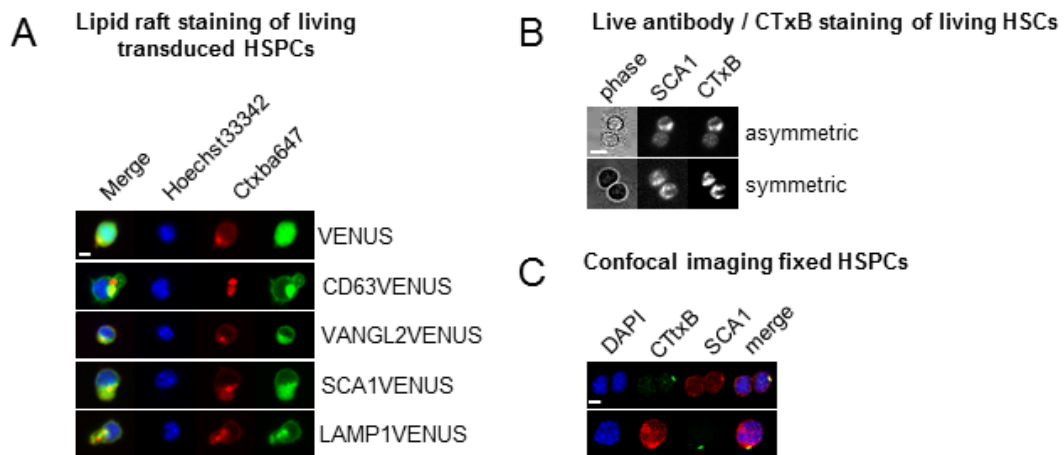 A
Lipid raft staining of living
transduced HSPCs
Merge
Hoechst33342
Ctxba647
VENUS
CD63VENUS
VANGL2VENUS
SCA1VENUS
LAMP1VENUS
B
Live antibody / CTxB staining of living HSCs
phase
SCA1
CTxB
asymmetric
symmetric
C
Confocal imaging fixed HSPCs
DAPI
CTtxB
SCA1
merge